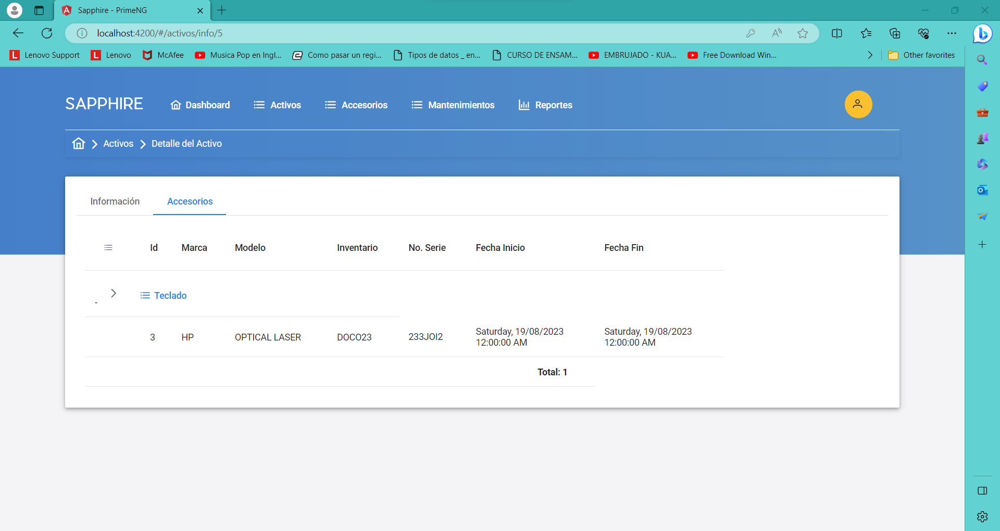 Sapphire - PrimeNG
localhost:4200/#/activos/info/5
Lenovo Support
Lenovo
McAfee
Musica Pop en Ingl...
Como pasar un regi...
Tipos de datos _ en...
CURSO DE ENSAM...
EMBRUJADO - KUA...
Free Download Win...
Other favorites
SAPPHIRE
Dashboard
Activos
Accesorios
Mantenimientos
Reportes
Activos
Detalle del Activo
Información
Accesorios
Id Marca Modelo Inventario No. Serie Fecha Inicio Fecha Fin
-
Teclado
3 HP OPTICAL LASER DOCO23 233JOI2
Saturday, 19/08/2023
12:00:00 AM
Saturday, 19/08/2023
12:00:00 AM
Total: 1